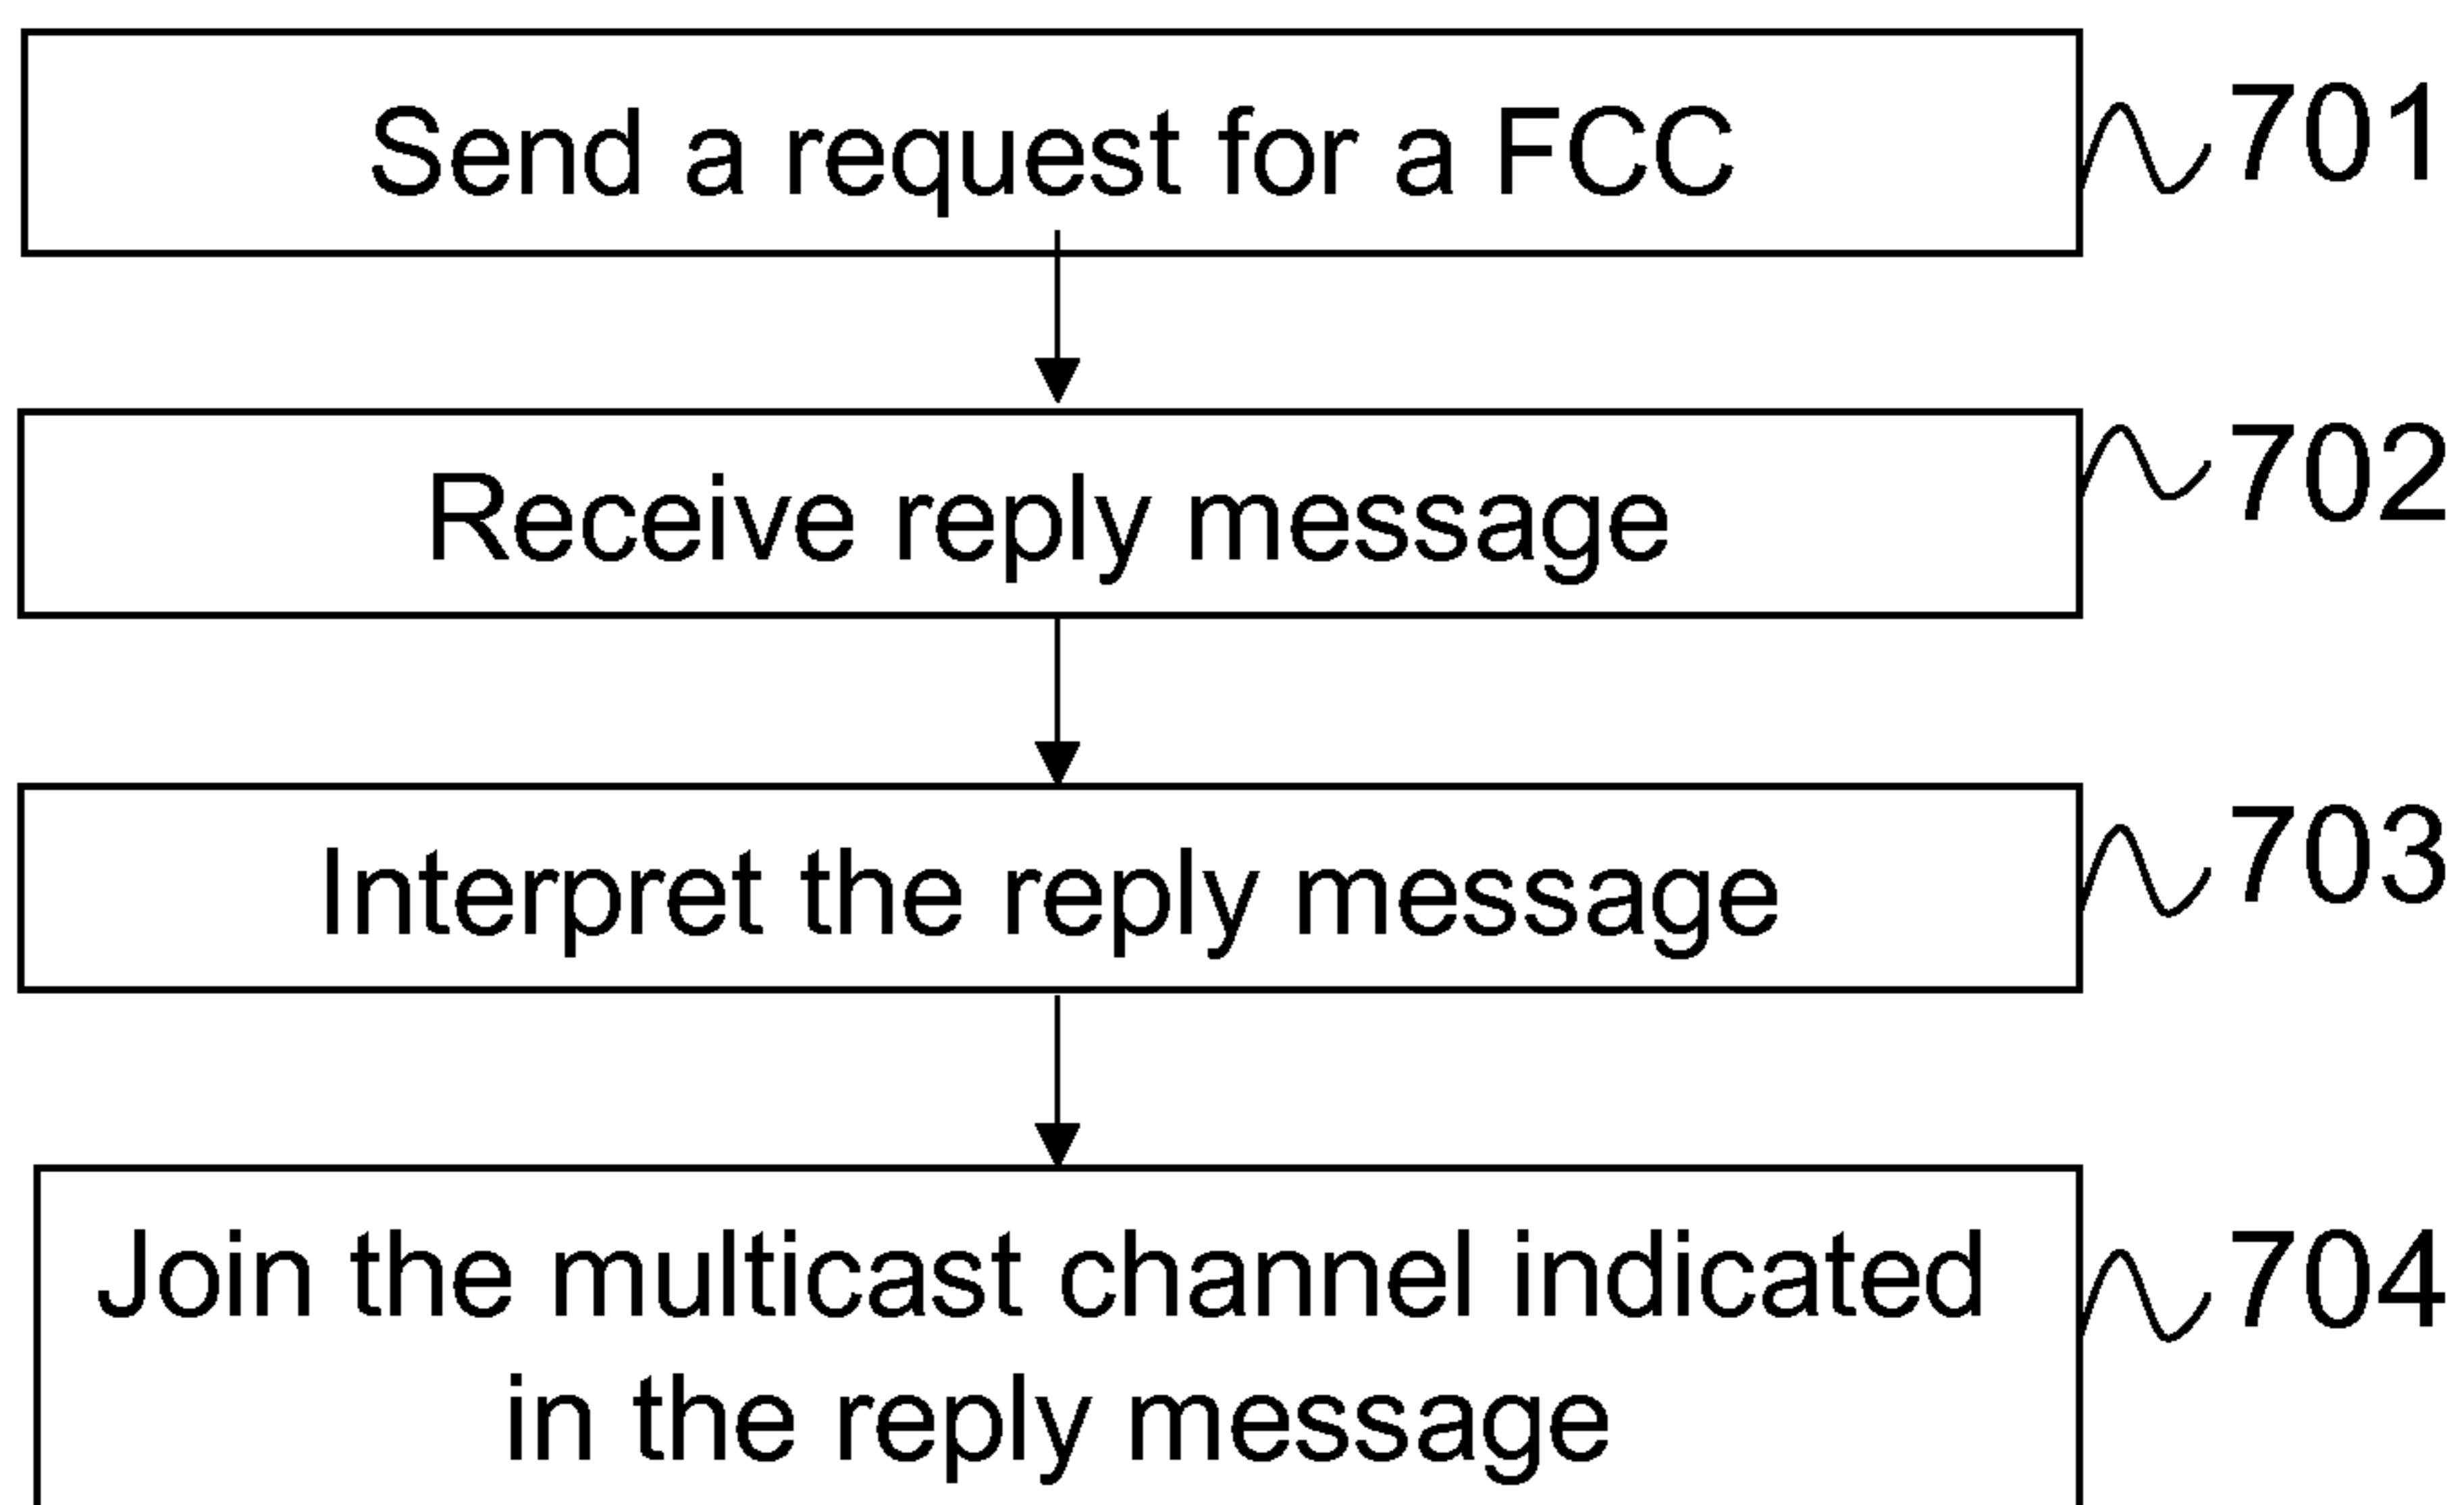 Send a request for a FCC
701
Receive reply message
702
Interpret the reply message
703
Join the multicast channel indicated
in the reply message
704